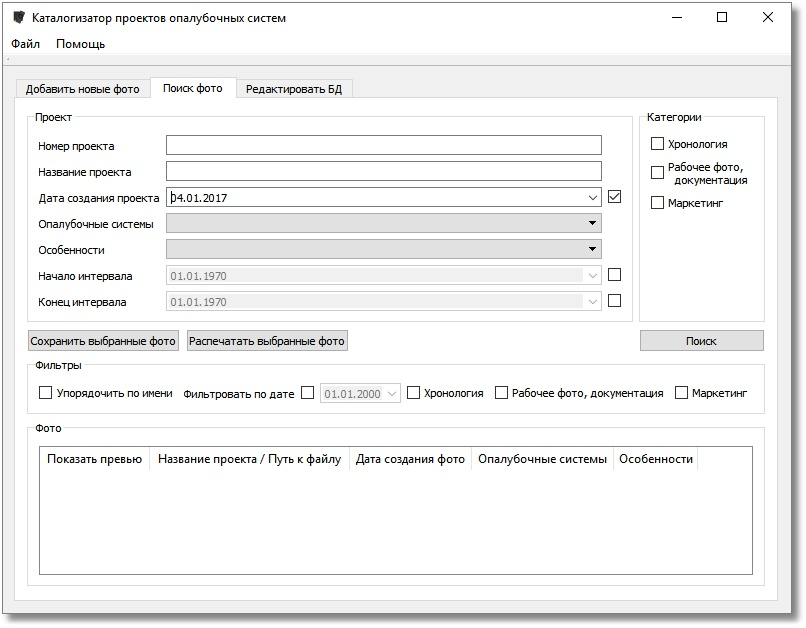 Каталогизатор проектов опалубочных систем
Файл Помощь
Добавить новые фото Поиск фото Редактировать БД
Проект
Номер проекта
Название проекта
Дата создания проекта 04.01.2017
Опалубочные системы
Особенности
Начало интервала 01.01.1970
Конец интервала 01.01.1970
Категории
Хронология
Рабочее фото,
документация
Маркетинг
Сохранить выбранные фото Распечатать выбранные фото Поиск
Фильтры
Упорядочить по имени Фильтровать по дате 01.01.2000 Хронология Рабочее фото, документация Маркетинг
Фото
Показать превью Название проекта / Путь к файлу Дата создания фото Опалубочные системы Особенности